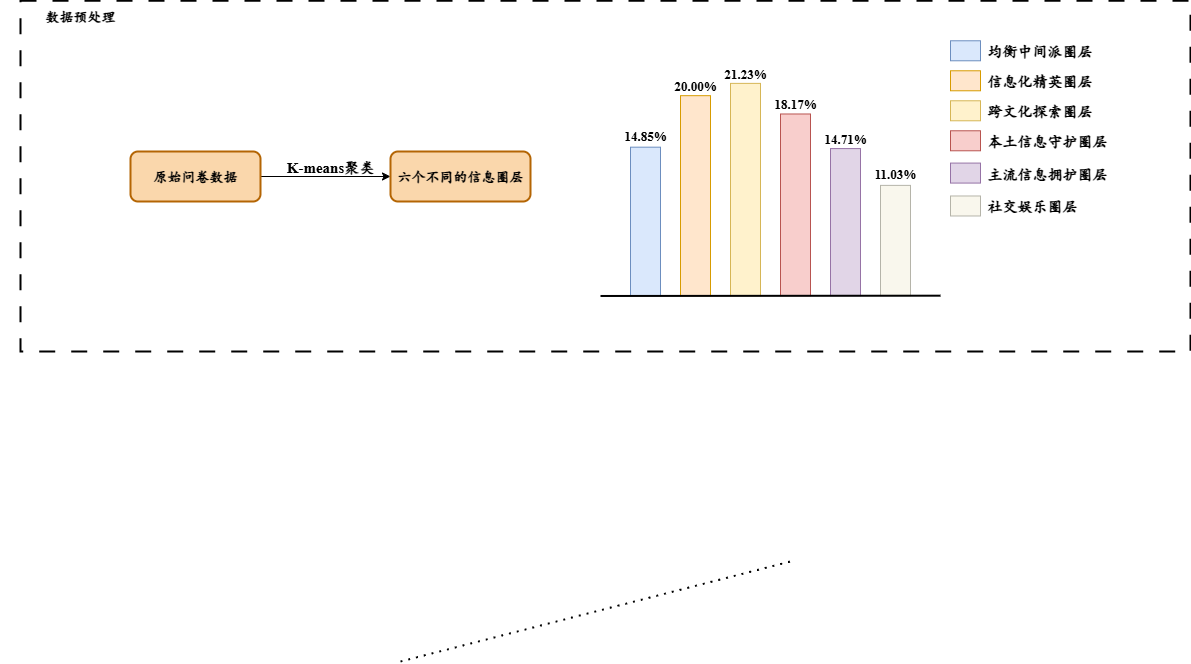 数据预处理
原始问卷数据
K-means聚类
六个不同的信息圈层
14.85%
20.00%
21.23%
18.17%
14.71%
11.03%
均衡中间派圈层
信息化精英圈层
跨文化探索圈层
本土信息守护圈层
主流信息拥护圈层
社交娱乐圈层